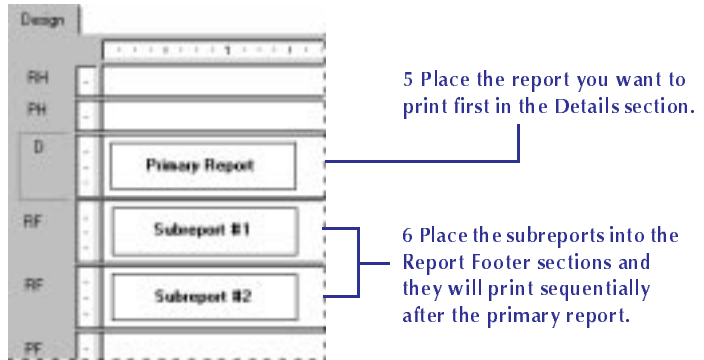 Design
RH
PH
D
Primary Report
RF
Subreport #1
RF
Subreport #2
PF
5 Place the report you want to
print first in the Details section.
6 Place the subreports into the
Report Footer sections and
they will print sequentially
after the primary report.